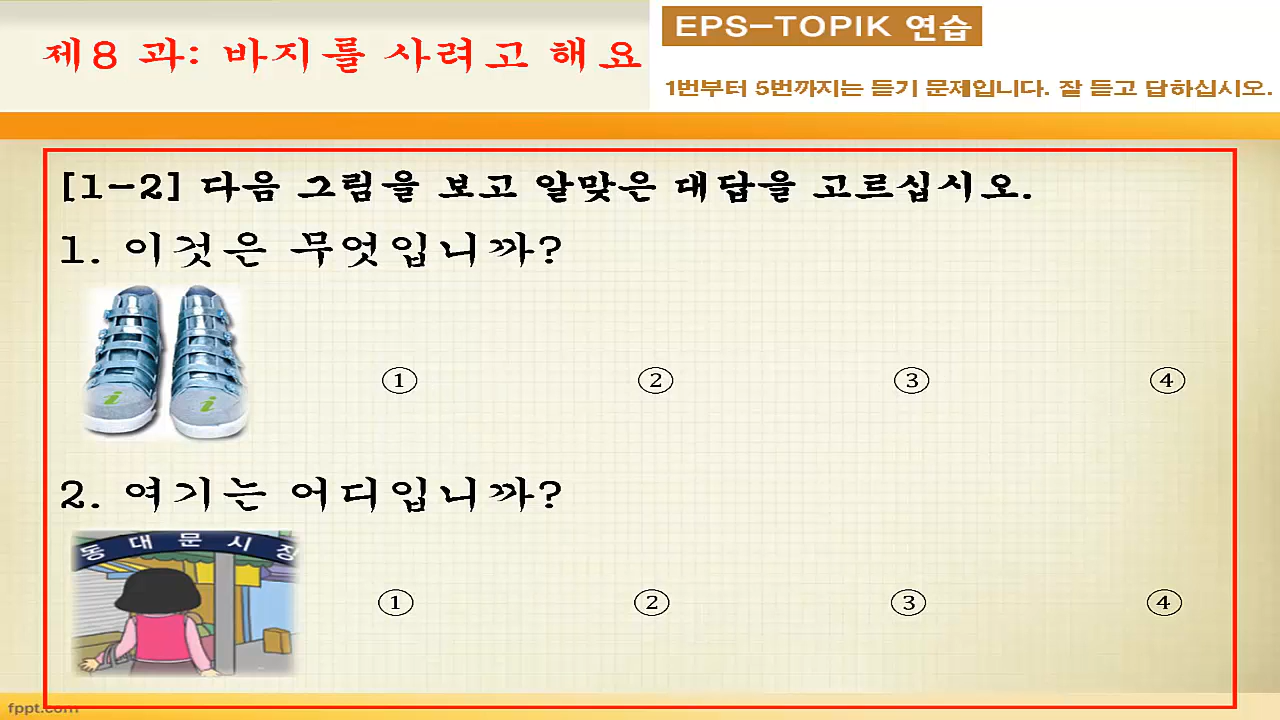 제8 과: 바지를 사려고 해요
EPS-TOPIK 연습
1번부터 5번까지는 듣기 문제입니다. 잘 듣고 답하십시오.
[1-2] 다음 그림을 보고 알맞은 대답을 고르십시오.
1. 이것은 무엇입니까?
i i
① ② ③ ④
2. 여기는 어디입니까?
동대문시장
① ② ③ ④
fppt.com